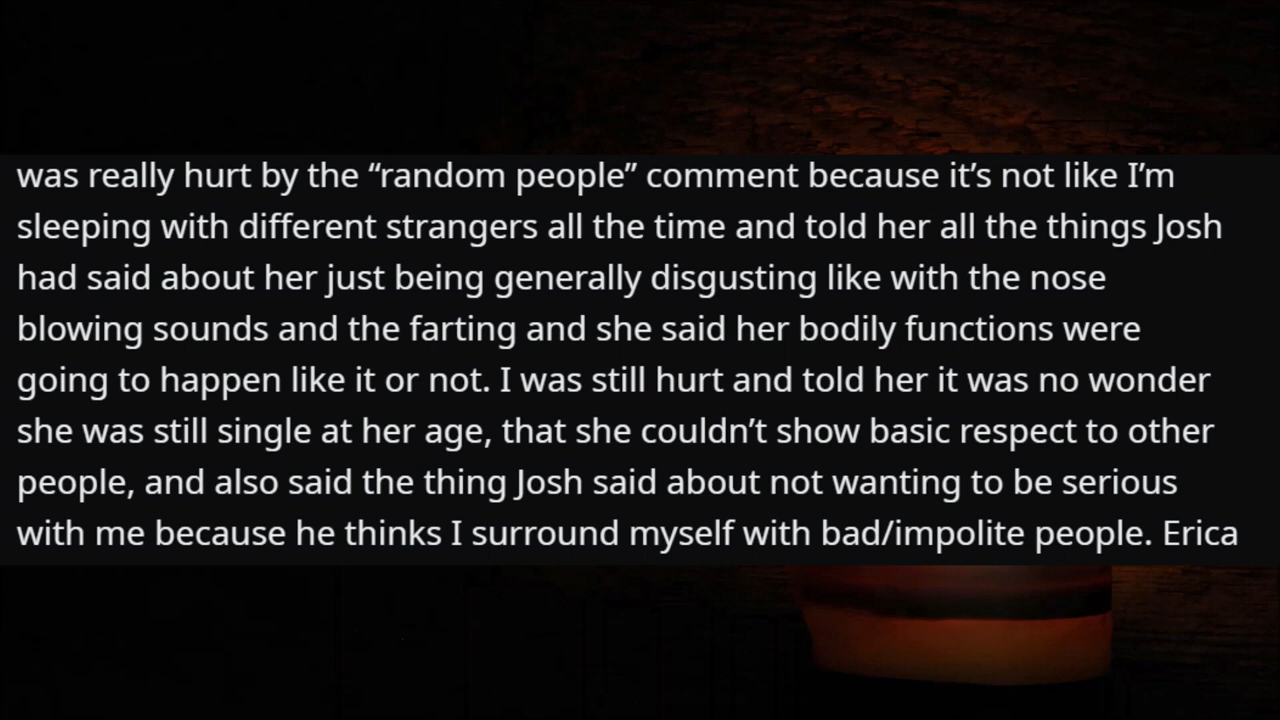 was really hurt by the “random people” comment because it’s not like I’m
sleeping with different strangers all the time and told her all the things Josh
had said about her just being generally disgusting like with the nose
blowing sounds and the farting and she said her bodily functions were
going to happen like it or not. I was still hurt and told her it was no wonder
she was still single at her age, that she couldn’t show basic respect to other
people, and also said the thing Josh said about not wanting to be serious
with me because he thinks I surround myself with bad/impolite people. Erica